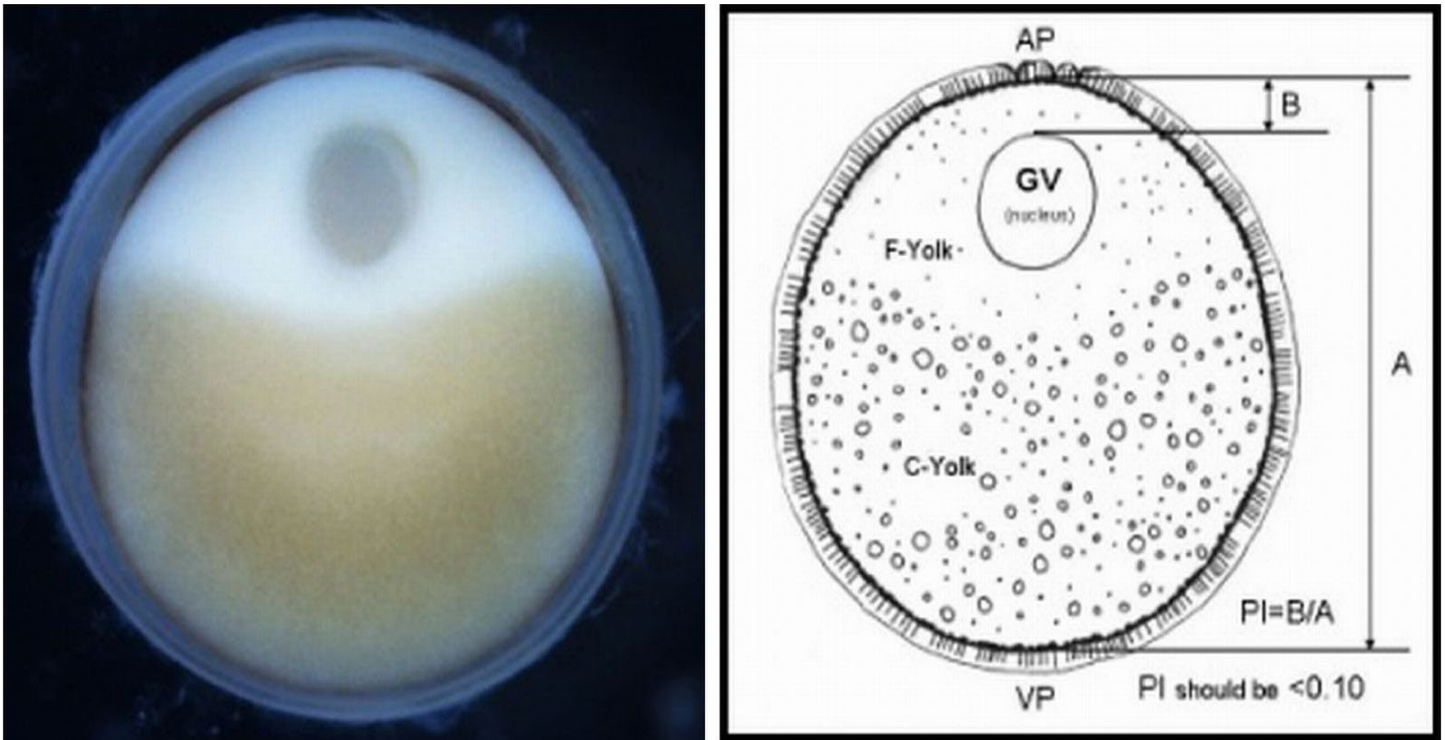 AP
B
GV
(nucleus)
F-Yolk
A
C-Yolk
PI=B/A
PI should be <0.10
VP